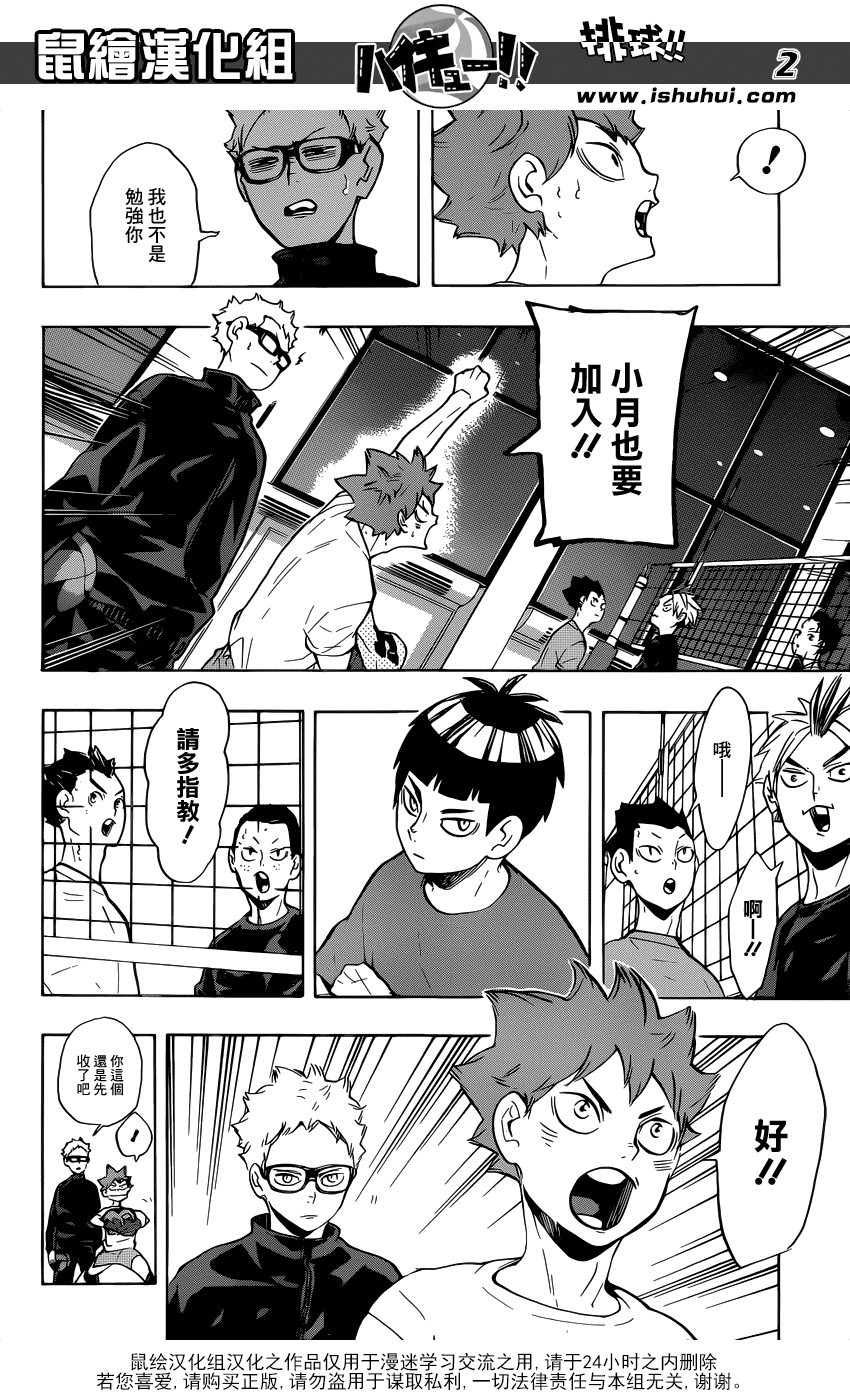 鼠繪漢化組
ハイキュー!!
排球!!
2
www.ishuhui.com
!
我也不是
勉強你
小月也要
加入!!
哦——
啊——!!
請多指教!
好!!
你這個
還是先
收了吧
!
鼠绘汉化组汉化之作品仅用于漫迷学习交流之用,请于24小时之内删除
若您喜爱,请购买正版,请勿盗用于谋取私利,一切法律责任与本组无关,谢谢。